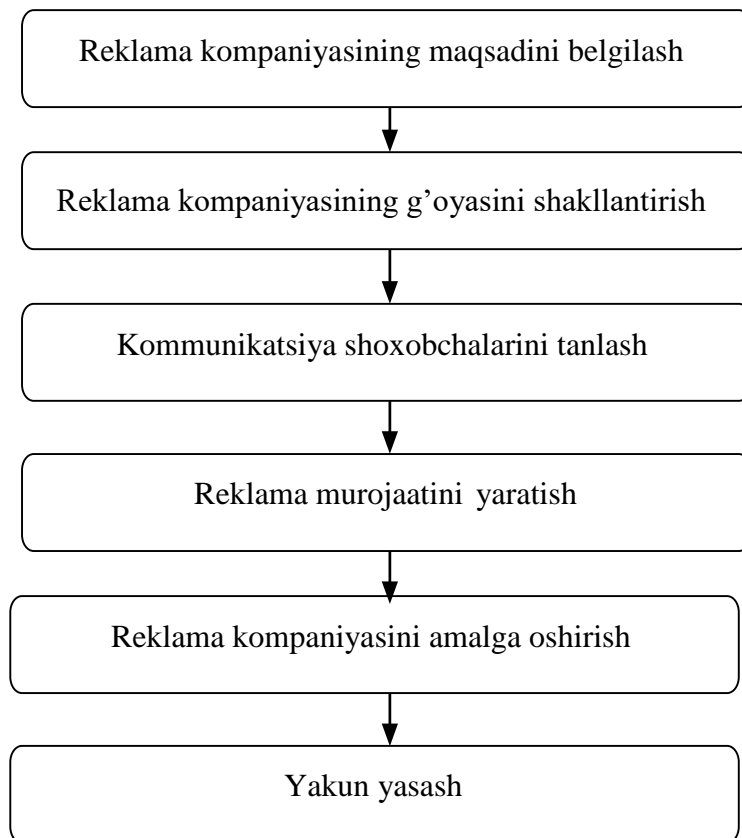 Reklama kompaniyasining maqsadini belgilash
Reklama kompaniyasining g’oyasini shakllantirish
Kommunikatsiya shoxobchalarini tanlash
Reklama murojaatini yaratish
Reklama kompaniyasini amalga oshirish
Yakun yasash